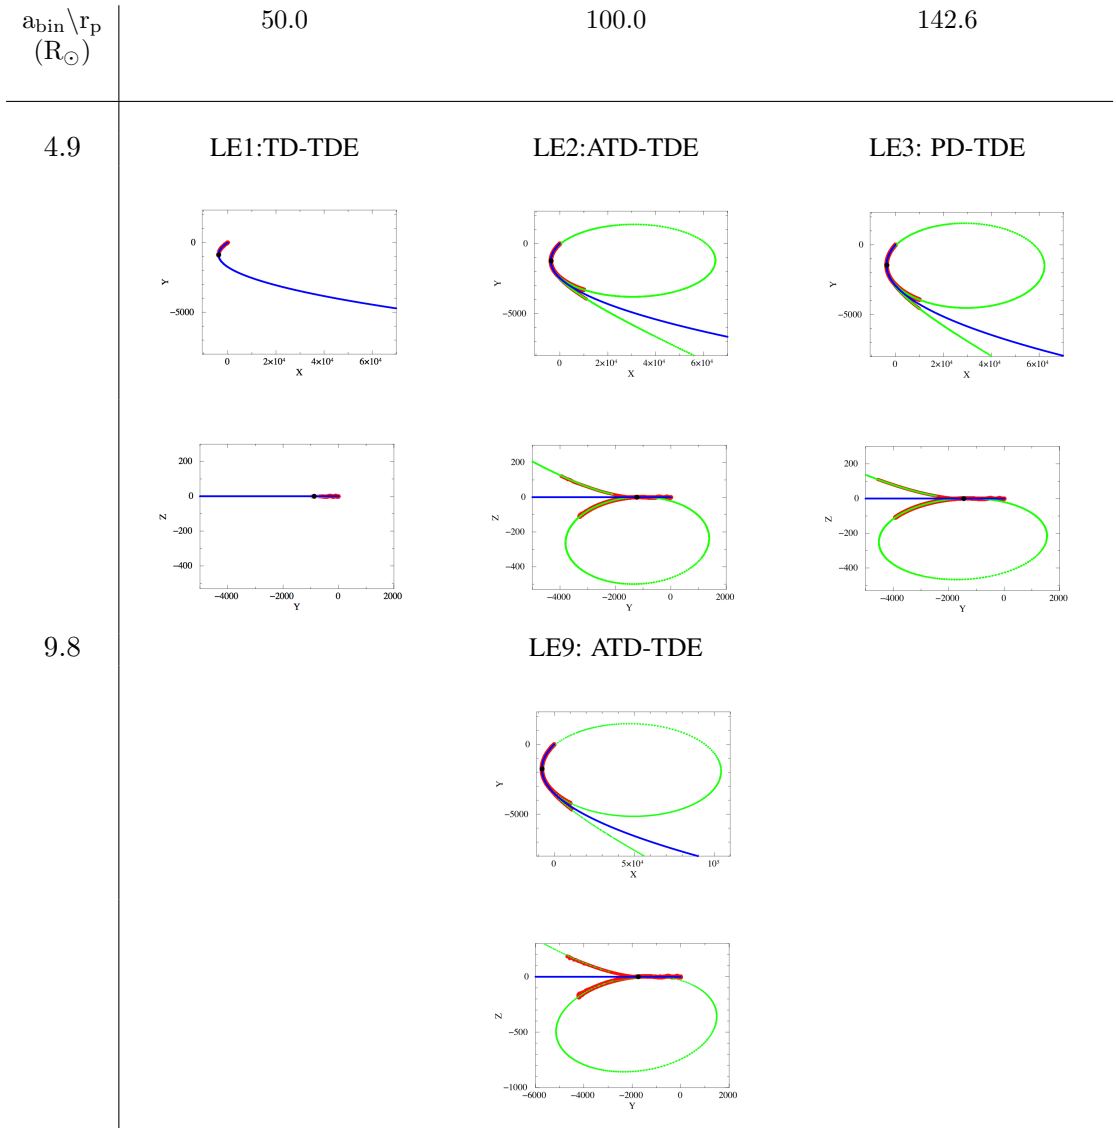 a_bin\r_p 50.0 100.0 142.6
(R_⊙)
4.9 LE1:TD-TDE LE2:ATD-TDE LE3: PD-TDE
0
−5000
Y
0 2×10⁴ 4×10⁴ 6×10⁴
X
0
−5000
Y
0 2×10⁴ 4×10⁴ 6×10⁴
X
0
−5000
Y
0 2×10⁴ 4×10⁴ 6×10⁴
X
200
0
−200
−400
Z
−4000 −2000 0 2000
Y
200
0
−200
−400
Z
−4000 −2000 0 2000
Y
200
0
−200
−400
Z
−4000 −2000 0 2000
Y
9.8 LE9: ATD-TDE
0
−5000
Y
0 5×10⁴ 10⁵
X
0
−500
−1000
Z
−6000 −4000 −2000 0 2000
Y